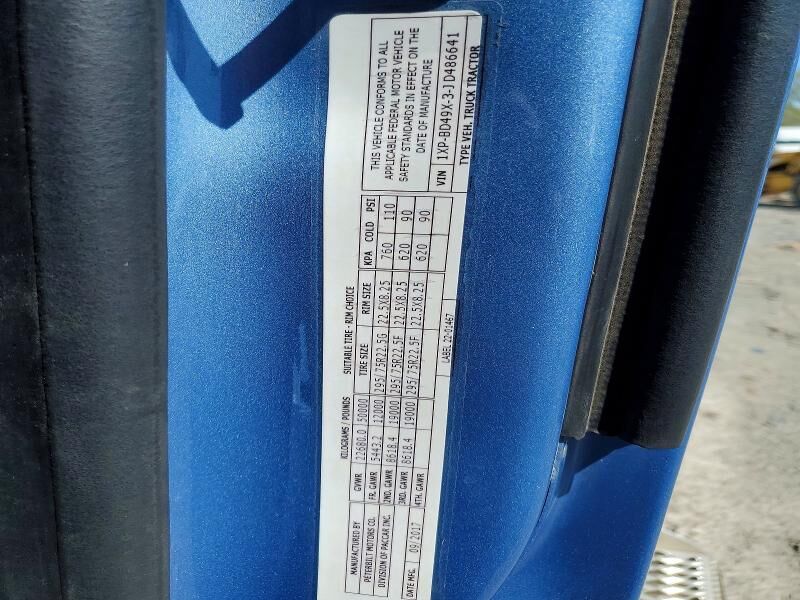 MANUFACTURED BY
PETERBILT MOTORS CO.
DIVISION OF PACCAR INC.
DATE MFG. 09/2017
KILOGRAMS / POUNDS
SUITABLE TIRE - RIM CHOICE
TIRE SIZE RIM SIZE KPA COLD PSI
GVWR 22680.0 50000
FR. GAWR 5443.2 12000 295/75R22.5G 22.5X8.25 760 110
2ND. GAWR 8618.4 19000 295/75R22.5F 22.5X8.25 620 90
3RD. GAWR 8618.4 19000 295/75R22.5F 22.5X8.25 620 90
4TH. GAWR
LABEL 22-01467
THIS VEHICLE CONFORMS TO ALL
APPLICABLE FEDERAL MOTOR VEHICLE
SAFETY STANDARDS IN EFFECT ON THE
DATE OF MANUFACTURE
VIN 1XP-BD49X-3-JD486641
TYPE VEH. TRUCK TRACTOR